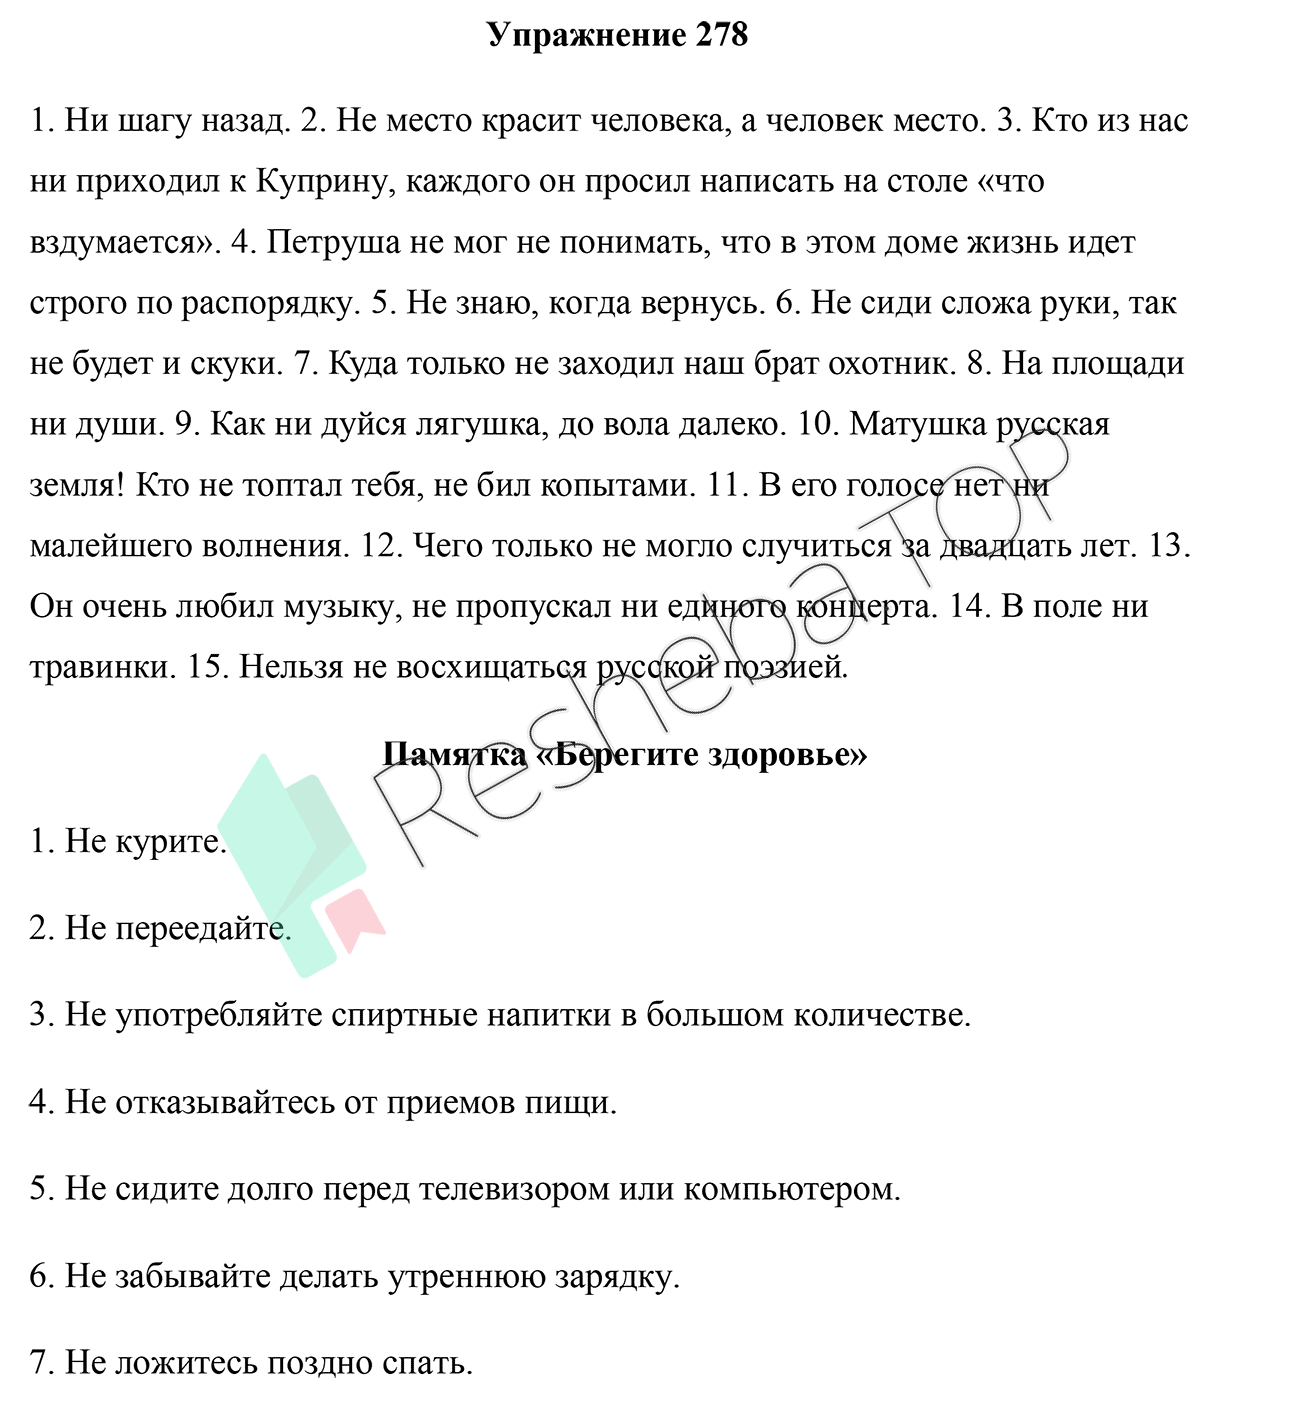 Упражнение 278
1. Ни шагу назад. 2. Не место красит человека, а человек место. 3. Кто из нас
ни приходил к Куприну, каждого он просил написать на столе «что
вздумается». 4. Петруша не мог не понимать, что в этом доме жизнь идет
строго по распорядку. 5. Не знаю, когда вернусь. 6. Не сиди сложа руки, так
не будет и скуки. 7. Куда только не заходил наш брат охотник. 8. На площади
ни души. 9. Как ни дуйся лягушка, до вола далеко. 10. Матушка русская
земля! Кто не топтал тебя, не бил копытами. 11. В его голосе нет ни
малейшего волнения. 12. Чего только не могло случиться за двадцать лет. 13.
Он очень любил музыку, не пропускал ни единого концерта. 14. В поле ни
травинки. 15. Нельзя не восхищаться русской поэзией.
Resheba TOP
Памятка «Берегите здоровье»
1. Не курите.
2. Не переедайте.
3. Не употребляйте спиртные напитки в большом количестве.
4. Не отказывайтесь от приемов пищи.
5. Не сидите долго перед телевизором или компьютером.
6. Не забывайте делать утреннюю зарядку.
7. Не ложитесь поздно спать.